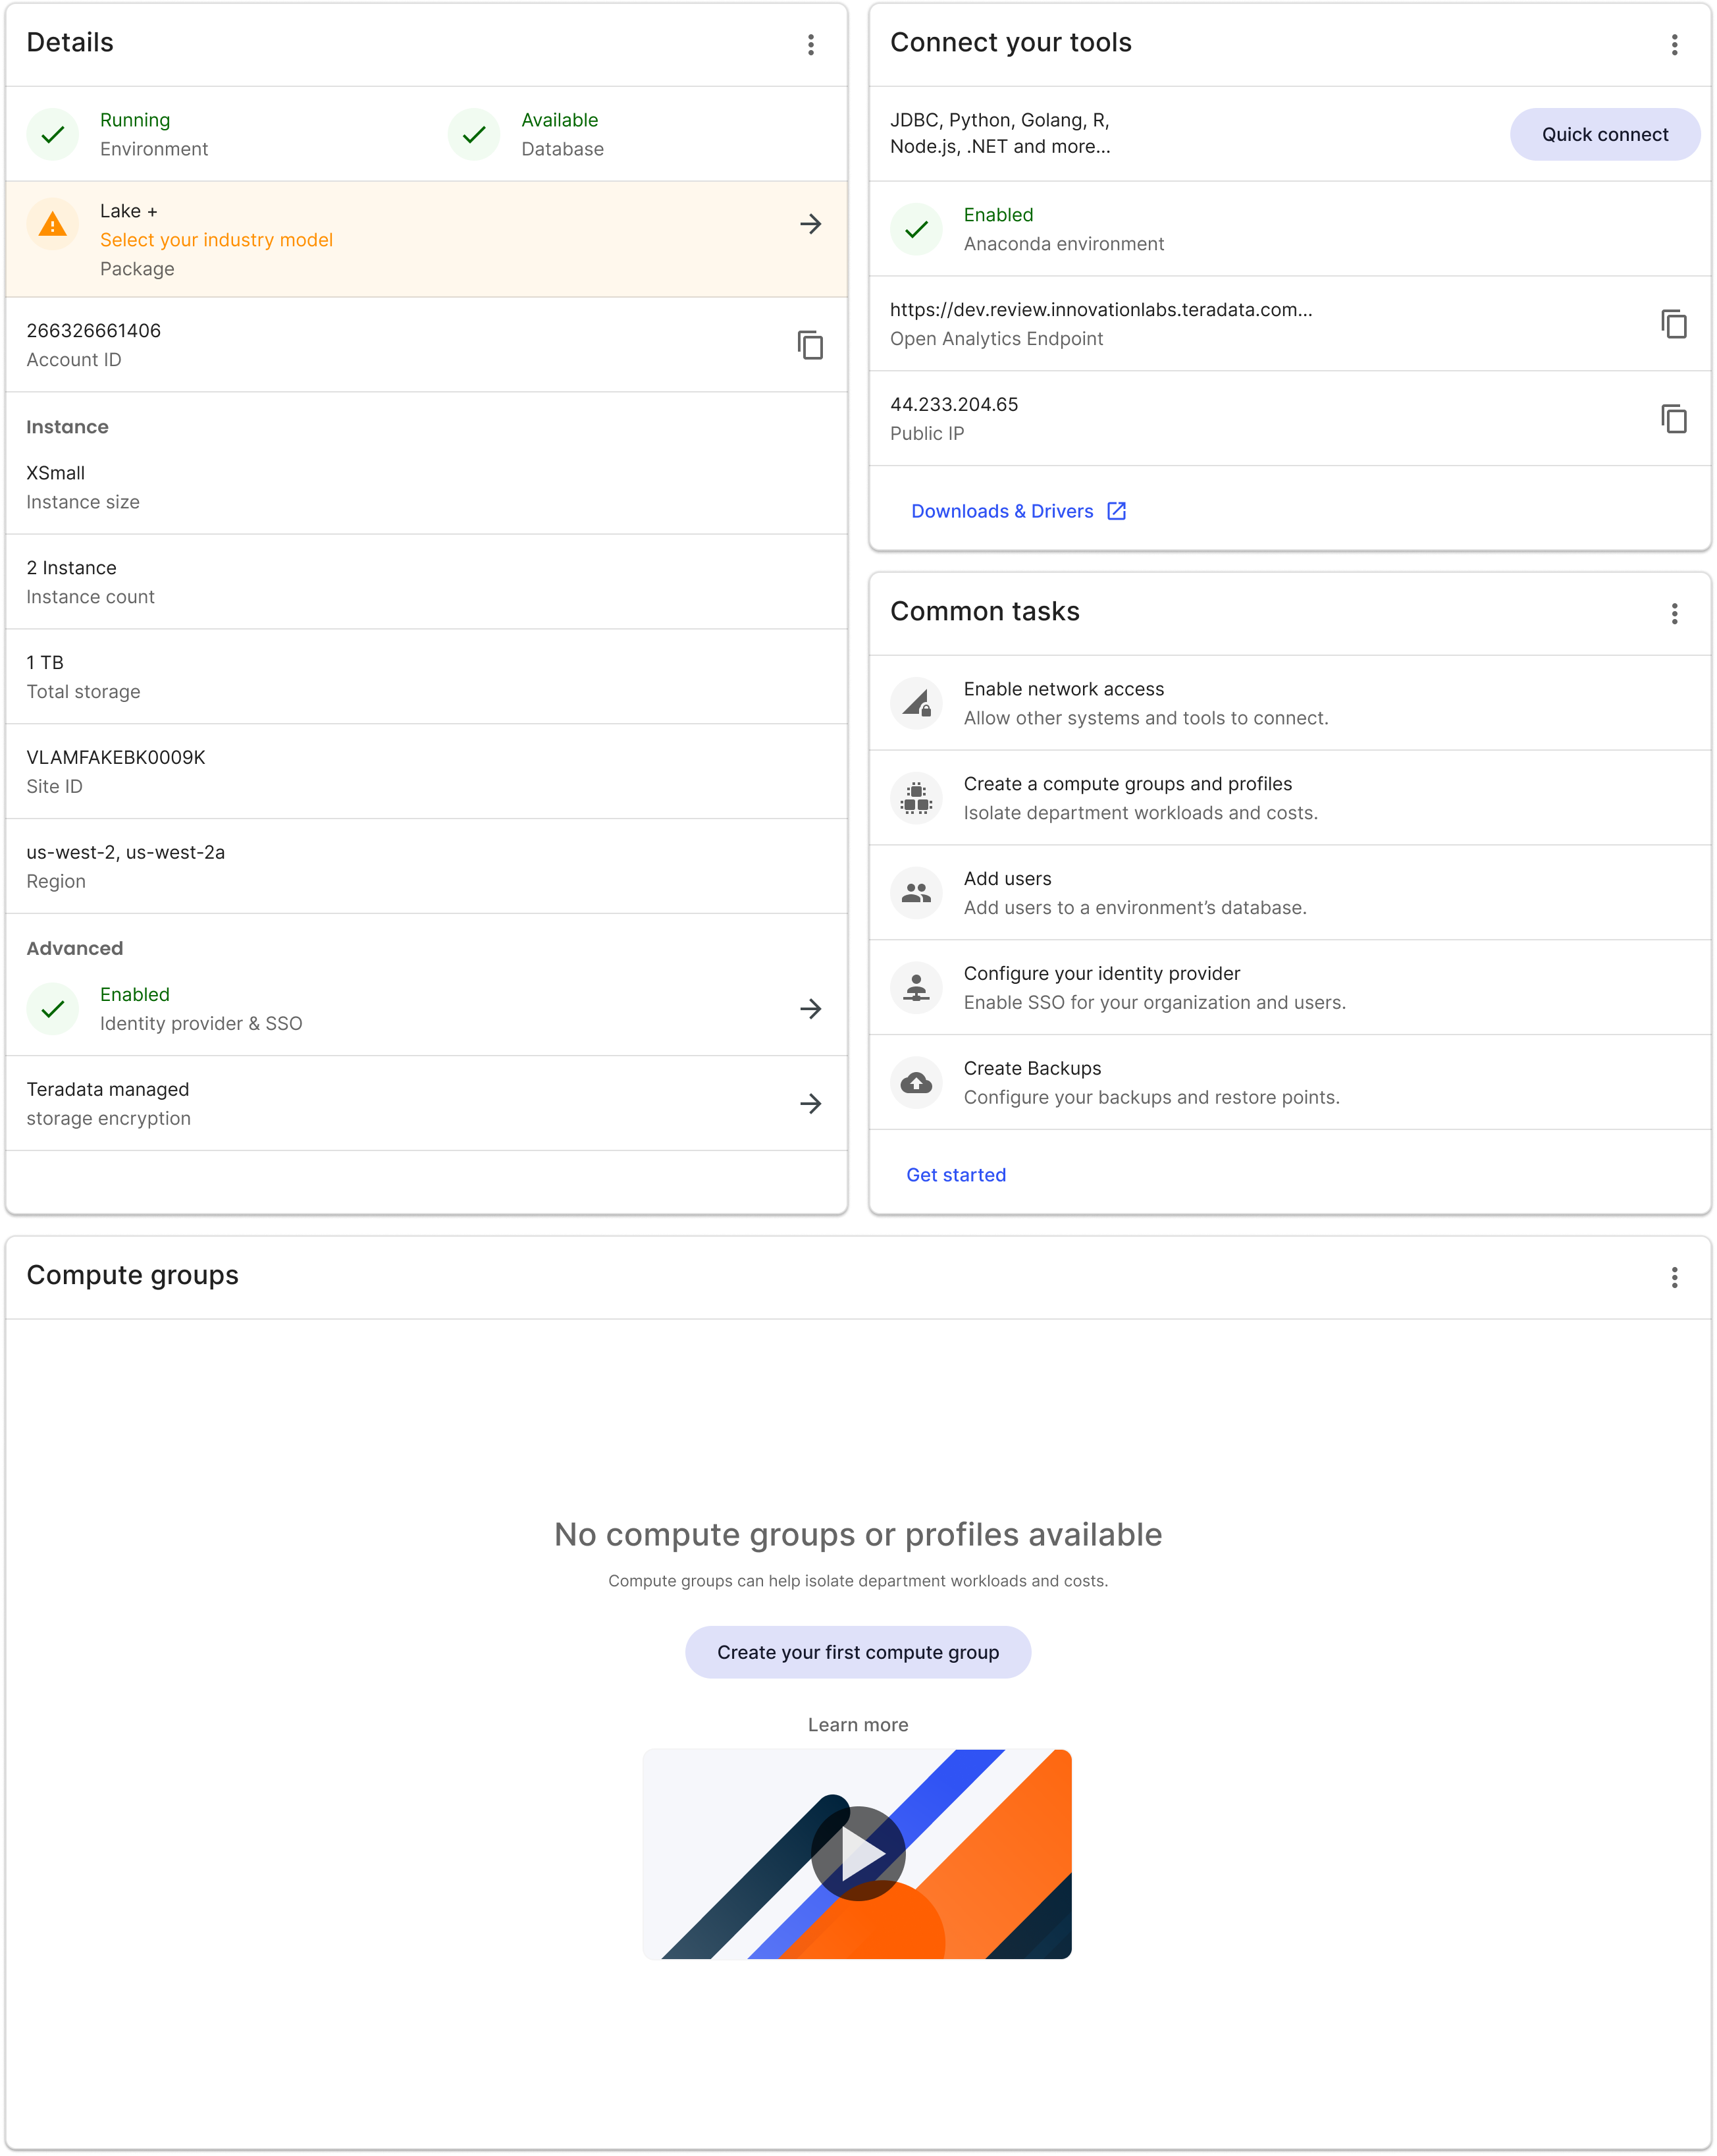 Details
Running
Environment
Available
Database
Lake +
Select your industry model
Package
266326661406
Account ID
Instance
XSmall
Instance size
2 Instance
Instance count
1 TB
Total storage
VLAMFAKEBK0009K
Site ID
us-west-2, us-west-2a
Region
Advanced
Enabled
Identity provider & SSO
Teradata managed
storage encryption
Connect your tools
JDBC, Python, Golang, R,
Node.js, .NET and more...
Quick connect
Enabled
Anaconda environment
https://dev.review.innovationlabs.teradata.com...
Open Analytics Endpoint
44.233.204.65
Public IP
Downloads & Drivers
Common tasks
Enable network access
Allow other systems and tools to connect.
Create a compute groups and profiles
Isolate department workloads and costs.
Add users
Add users to a environment’s database.
Configure your identity provider
Enable SSO for your organization and users.
Create Backups
Configure your backups and restore points.
Get started
Compute groups
No compute groups or profiles available
Compute groups can help isolate department workloads and costs.
Create your first compute group
Learn more